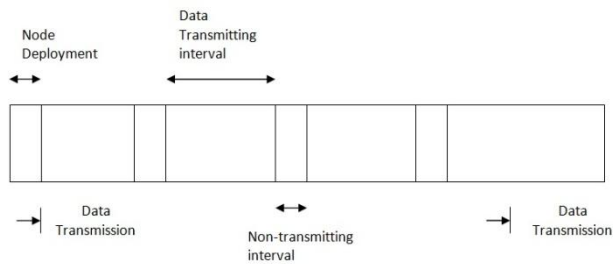 Node
Deployment
Data
Transmitting
interval
Data
Transmission
Non-transmitting
interval
Data
Transmission